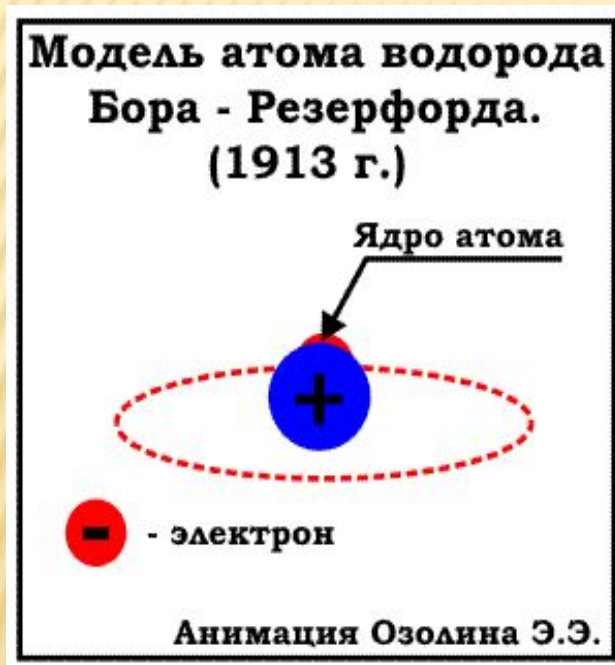 Модель атома водорода
Бора - Резерфорда.
(1913 г.)
Ядро атома
+
- - электрон
Анимация Озолина Э.Э.